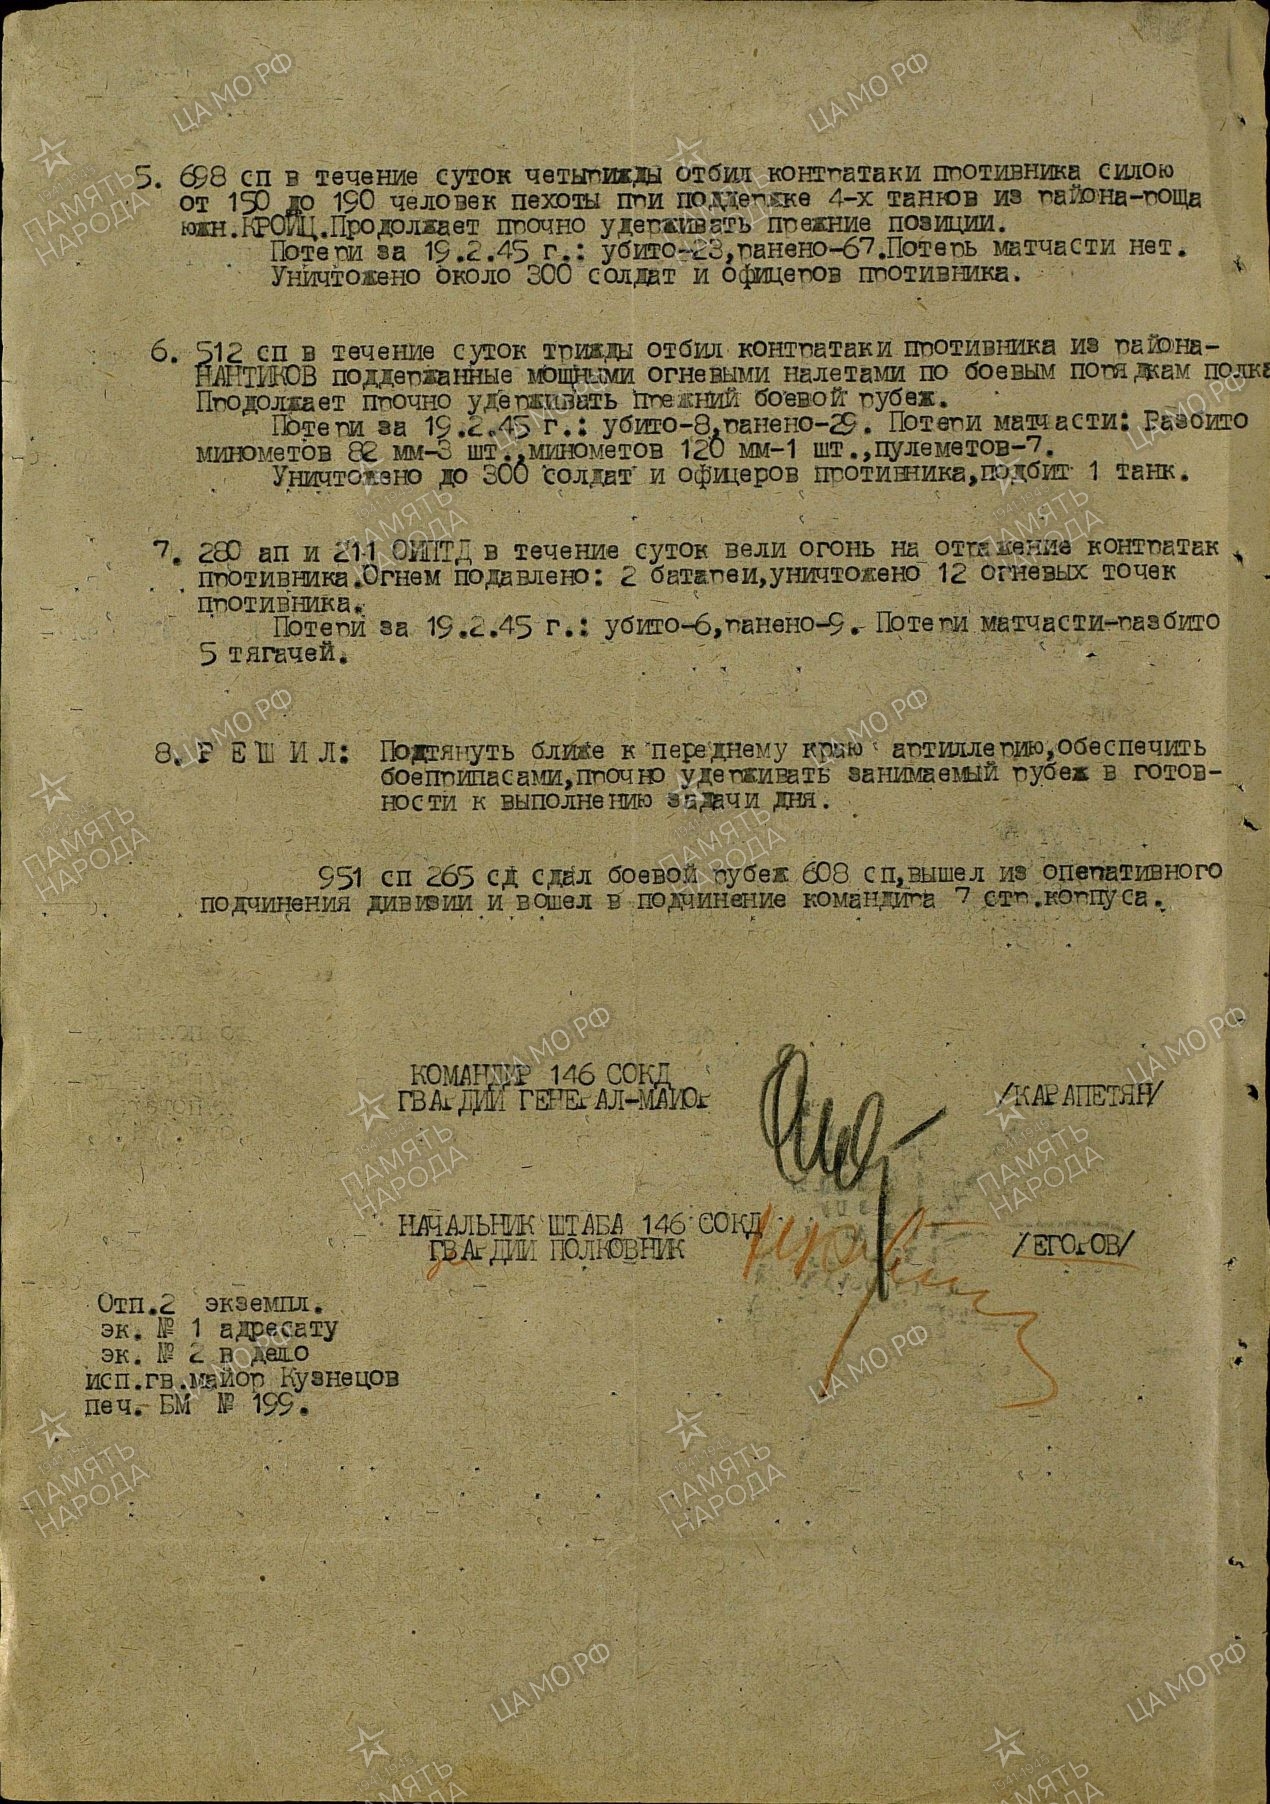 5. 698 сп в течение суток четырижды отбил контратаки противника силою
от 150 до 190 человек пехоты при поддержке 4-х танков из района-роща
южн.КРОЙЦ.Продолжает прочно удерживать прежние позиции.
Потери за 19.2.45 г.: убито-23,ранено-67.Потерь матчасти нет.
Уничтожено около 300 солдат и офицеров противника.
6. 512 сп в течение суток трижды отбил контратаки противника из района-
НАНТИКОВ поддержанные мощными огневыми налетами по боевым порядкам полка
Продолжает прочно удерживать прежний боевой рубеж.
Потери за 19.2.45 г.: убито-8,ранено-29. Потери матчасти: Разбито
минометов 82 мм-3 шт.,минометов 120 мм-1 шт.,пулеметов-7.
Уничтожено до 300 солдат и офицеров противника,подбит 1 танк.
7. 280 ап и 211 ОИПТД в течение суток вели огонь на отражение контратак
противника.Огнем подавлено: 2 батареи,уничтожено 12 огневых точек
противника.
Потери за 19.2.45 г.: убито-6,ранено-9. Потери матчасти-разбито
5 тягачей.
8. Р Е Ш И Л: Подтянуть ближе к переднему краю артиллерию,обеспечить
боеприпасами,прочно удерживать занимаемый рубеж в готов-
ности к выполнению задачи дня.
951 сп 265 сд сдал боевой рубеж 608 сп,вышел из оперативного
подчинения дивизии и вошел в подчинение командира 7 стр.корпуса.
КОМАНДИР 146 СОКД
ГВАРДИИ ГЕНЕРАЛ-МАЙОР /КАРАПЕТЯН/
НАЧАЛЬНИК ШТАБА 146 СОКД
ГВАРДИИ ПОЛКОВНИК /ЕГОРОВ/
Отп.2 экземпл.
эк. № 1 адресату
эк. № 2 в дело
исп.гв.майор Кузнецов
печ. БМ № 199.
ЦА МО РФ
ПАМЯТЬ
НАРОДА